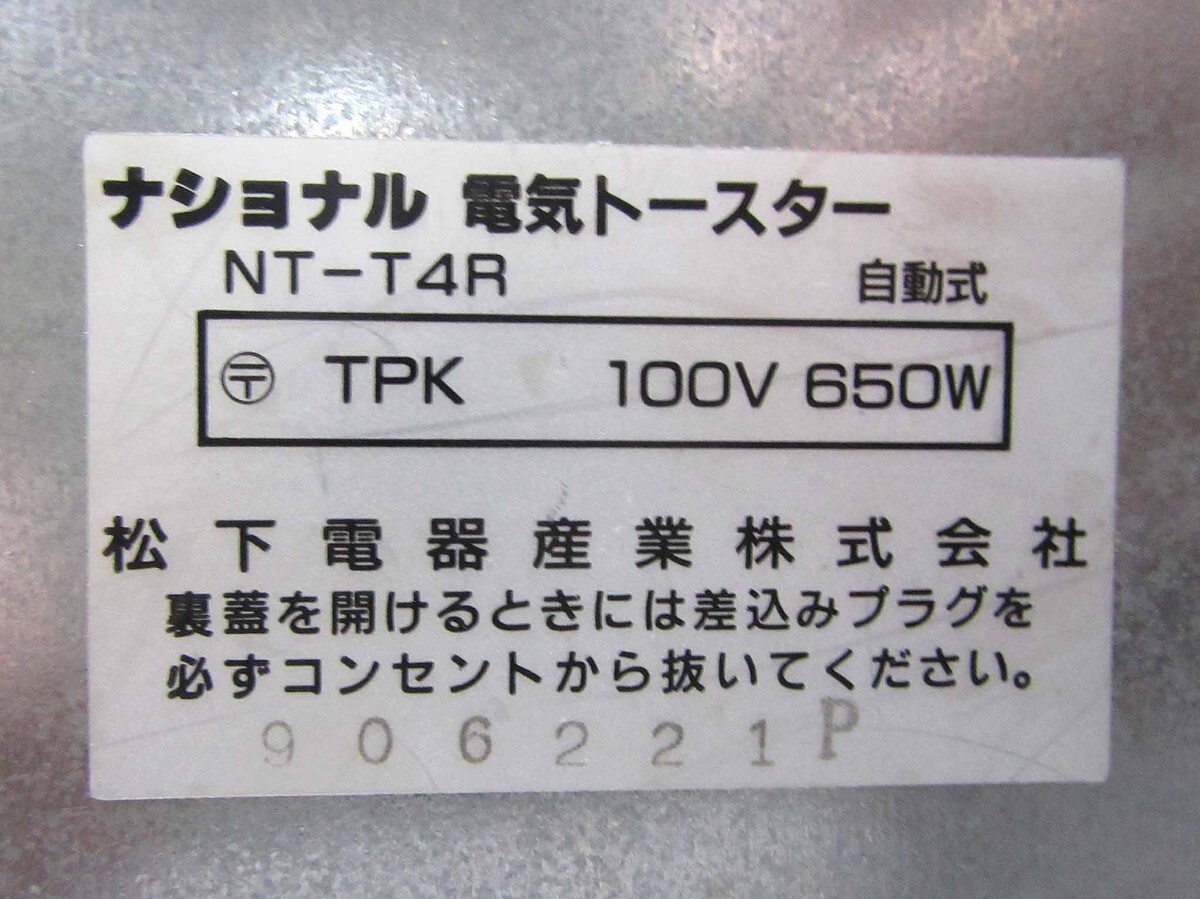 ナショナル 電気トースター
NT-T4R 自動式
〶 TPK 100V 650W
松下電器産業株式会社
裏蓋を開けるときには差込みプラグを
必ずコンセントから抜いてください。
906221P